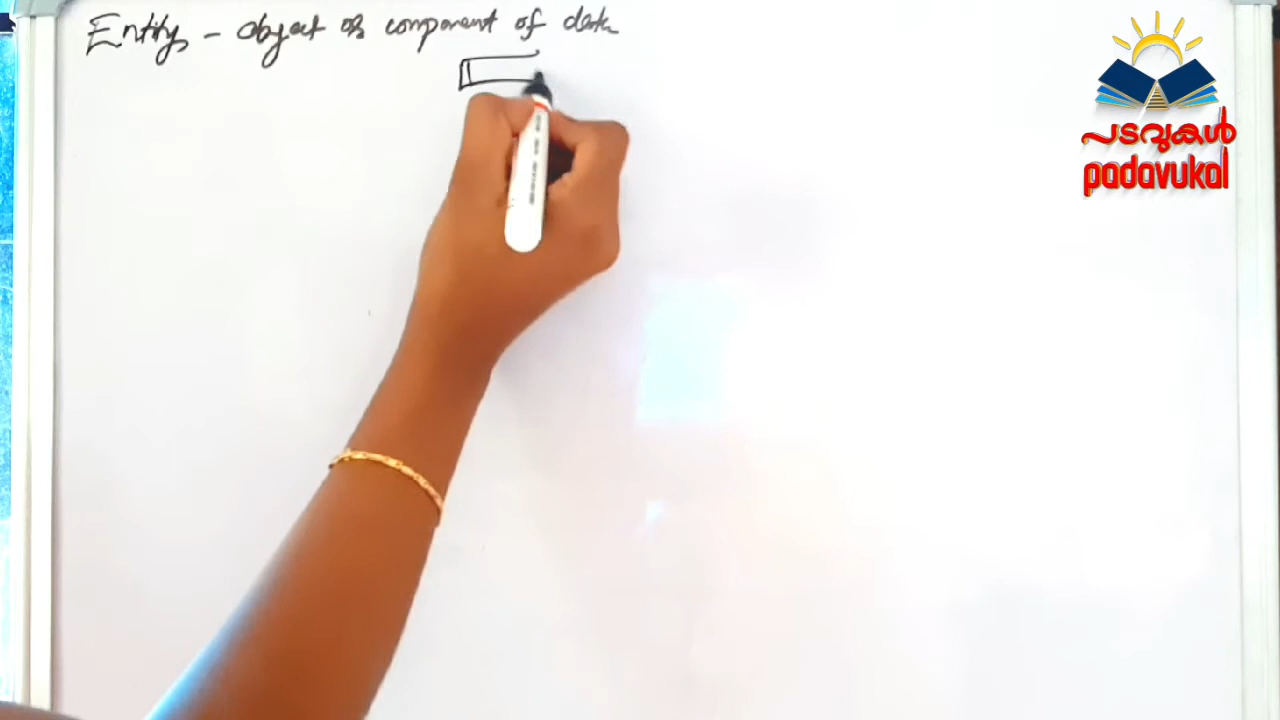 Entity - object or component of data
പടവുകൾ
padavukal